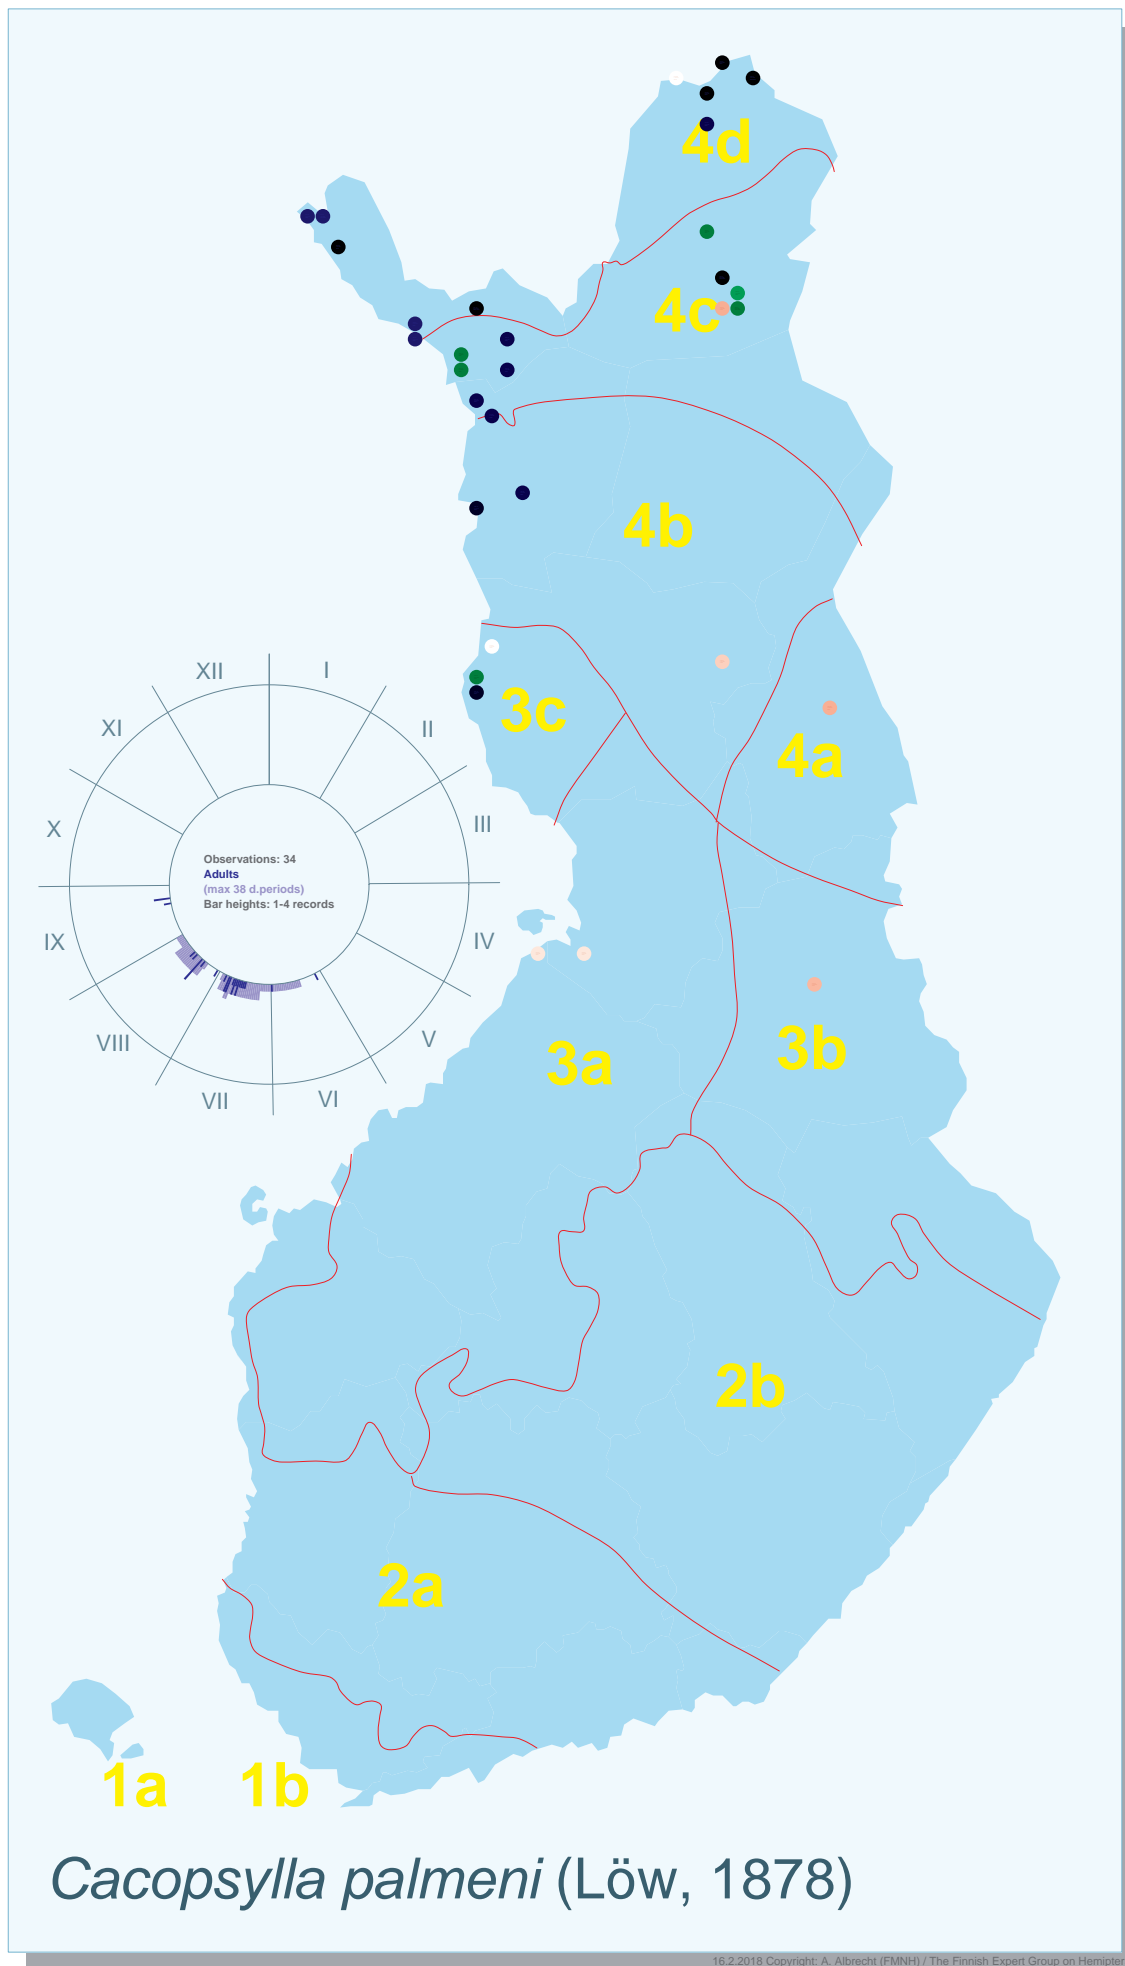 4d
4c
4b
3c
4a
XII
I
XI
II
X
III
Observations: 34
Adults
(max 38 d.periods)
Bar heights: 1-4 records
IX
IV
VIII
V
VII
VI
3a
3b
2b
2a
1a
1b
Cacopsylla palmeni (Löw, 1878)
16.2.2018 Copyright: A. Albrecht (FMNH) / The Finnish Expert Group on Hemipter